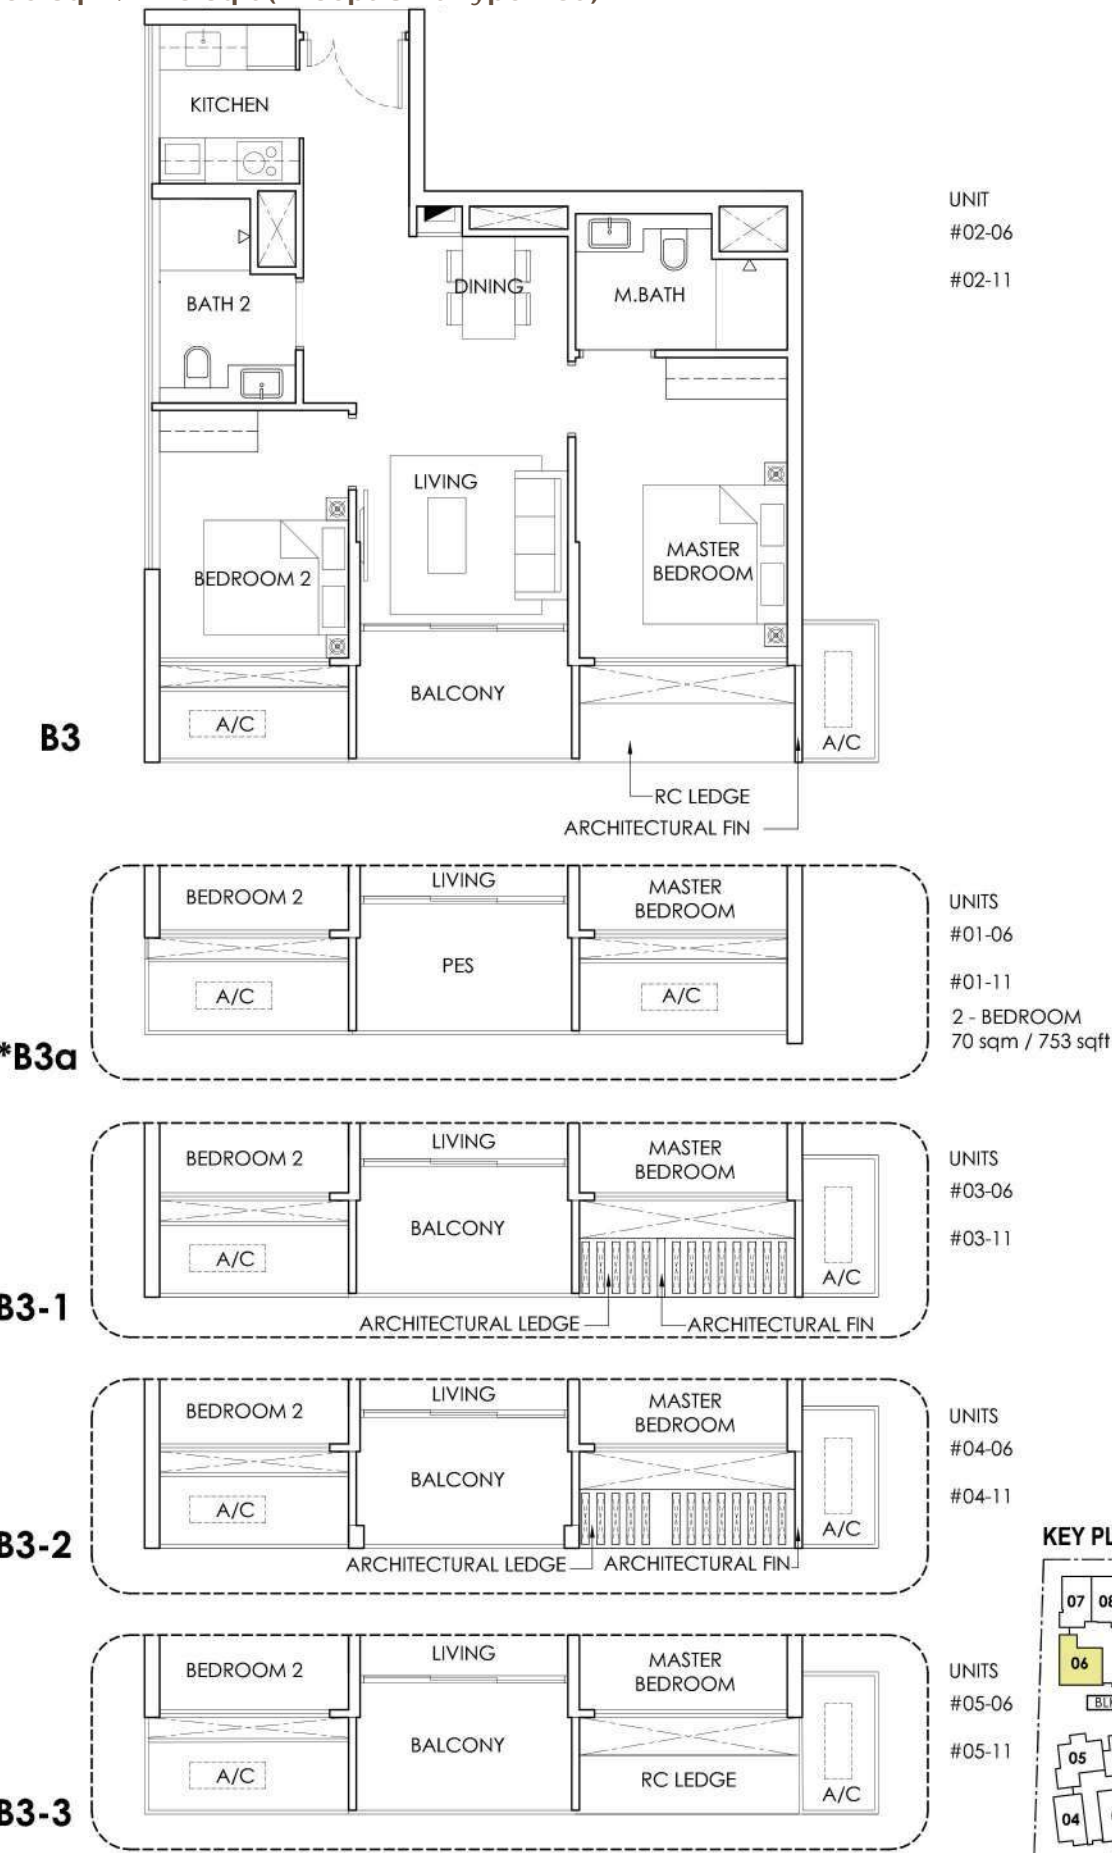 KITCHEN
UNIT
#02-06
#02-11
DINING
M.BATH
BATH 2
LIVING
MASTER
BEDROOM
BEDROOM 2
BALCONY
A/C
A/C
B3
RC LEDGE
ARCHITECTURAL FIN
BEDROOM 2
LIVING
MASTER
BEDROOM
PES
A/C
A/C
*B3a
UNITS
#01-06
#01-11
2 - BEDROOM
70 sqm / 753 sqft
BEDROOM 2
LIVING
MASTER
BEDROOM
BALCONY
A/C
A/C
ARCHITECTURAL LEDGE
ARCHITECTURAL FIN
B3-1
UNITS
#03-06
#03-11
BEDROOM 2
LIVING
MASTER
BEDROOM
BALCONY
A/C
A/C
ARCHITECTURAL LEDGE
ARCHITECTURAL FIN
B3-2
UNITS
#04-06
#04-11
BEDROOM 2
LIVING
MASTER
BEDROOM
BALCONY
RC LEDGE
A/C
A/C
B3-3
UNITS
#05-06
#05-11
KEY PL
07 08
06
BL
05
04